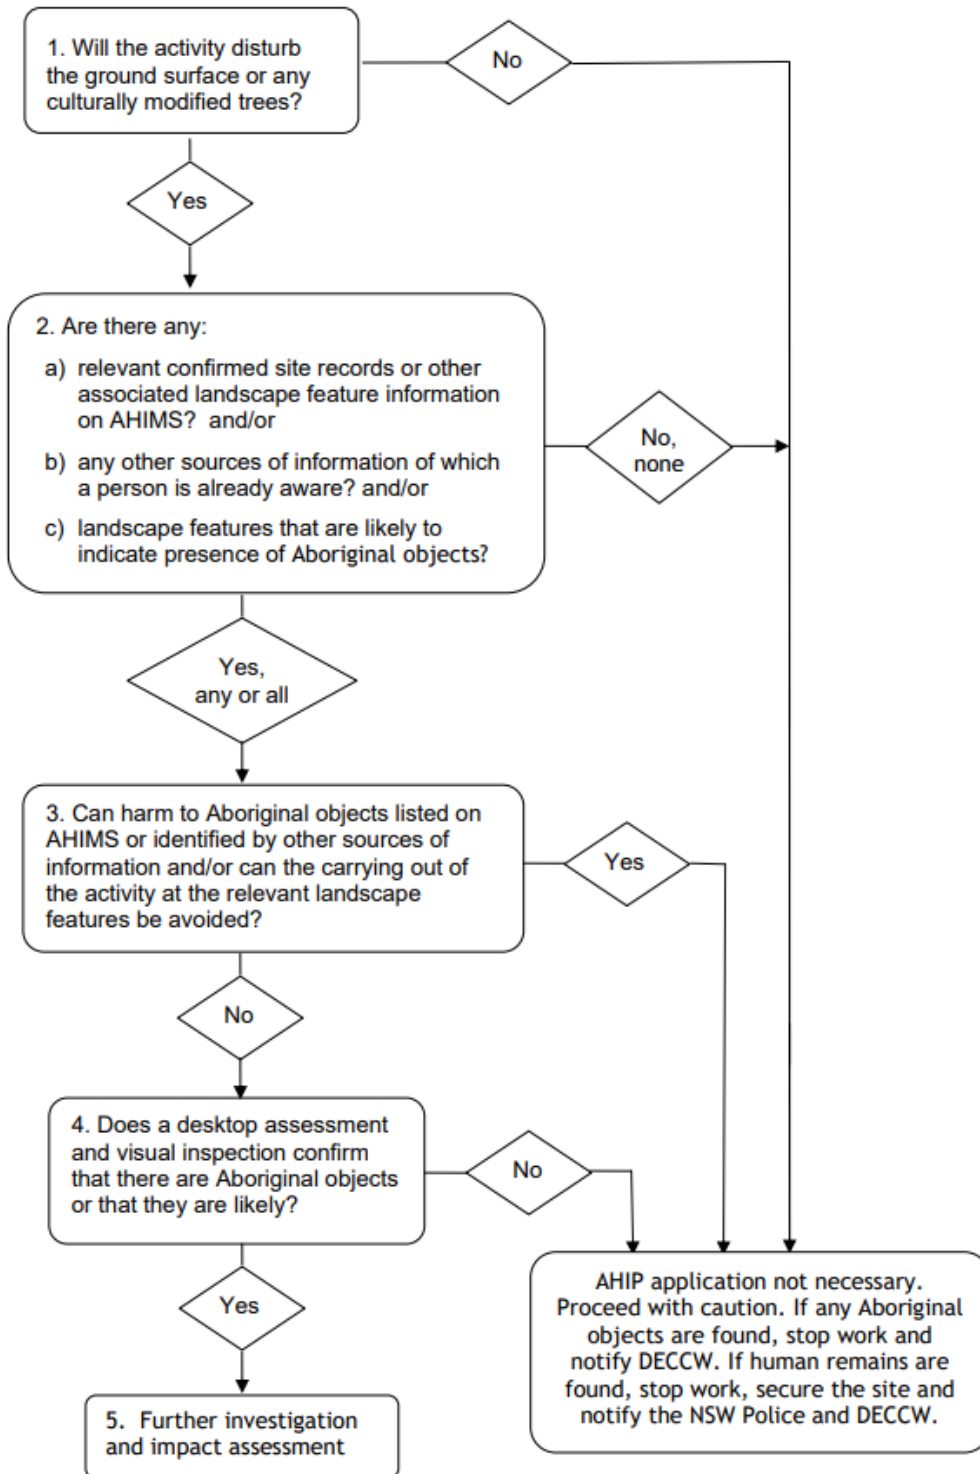 1. Will the activity disturb
the ground surface or any
culturally modified trees?
No
Yes
2. Are there any:
a) relevant confirmed site records or other
associated landscape feature information
on AHIMS? and/or
b) any other sources of information of which
a person is already aware? and/or
c) landscape features that are likely to
indicate presence of Aboriginal objects?
No,
none
Yes,
any or all
3. Can harm to Aboriginal objects listed on
AHIMS or identified by other sources of
information and/or can the carrying out of
the activity at the relevant landscape
features be avoided?
Yes
No
4. Does a desktop assessment
and visual inspection confirm
that there are Aboriginal objects
or that they are likely?
No
Yes
AHIP application not necessary.
Proceed with caution. If any Aboriginal
objects are found, stop work and
notify DECCW. If human remains are
found, stop work, secure the site and
notify the NSW Police and DECCW.
5. Further investigation
and impact assessment